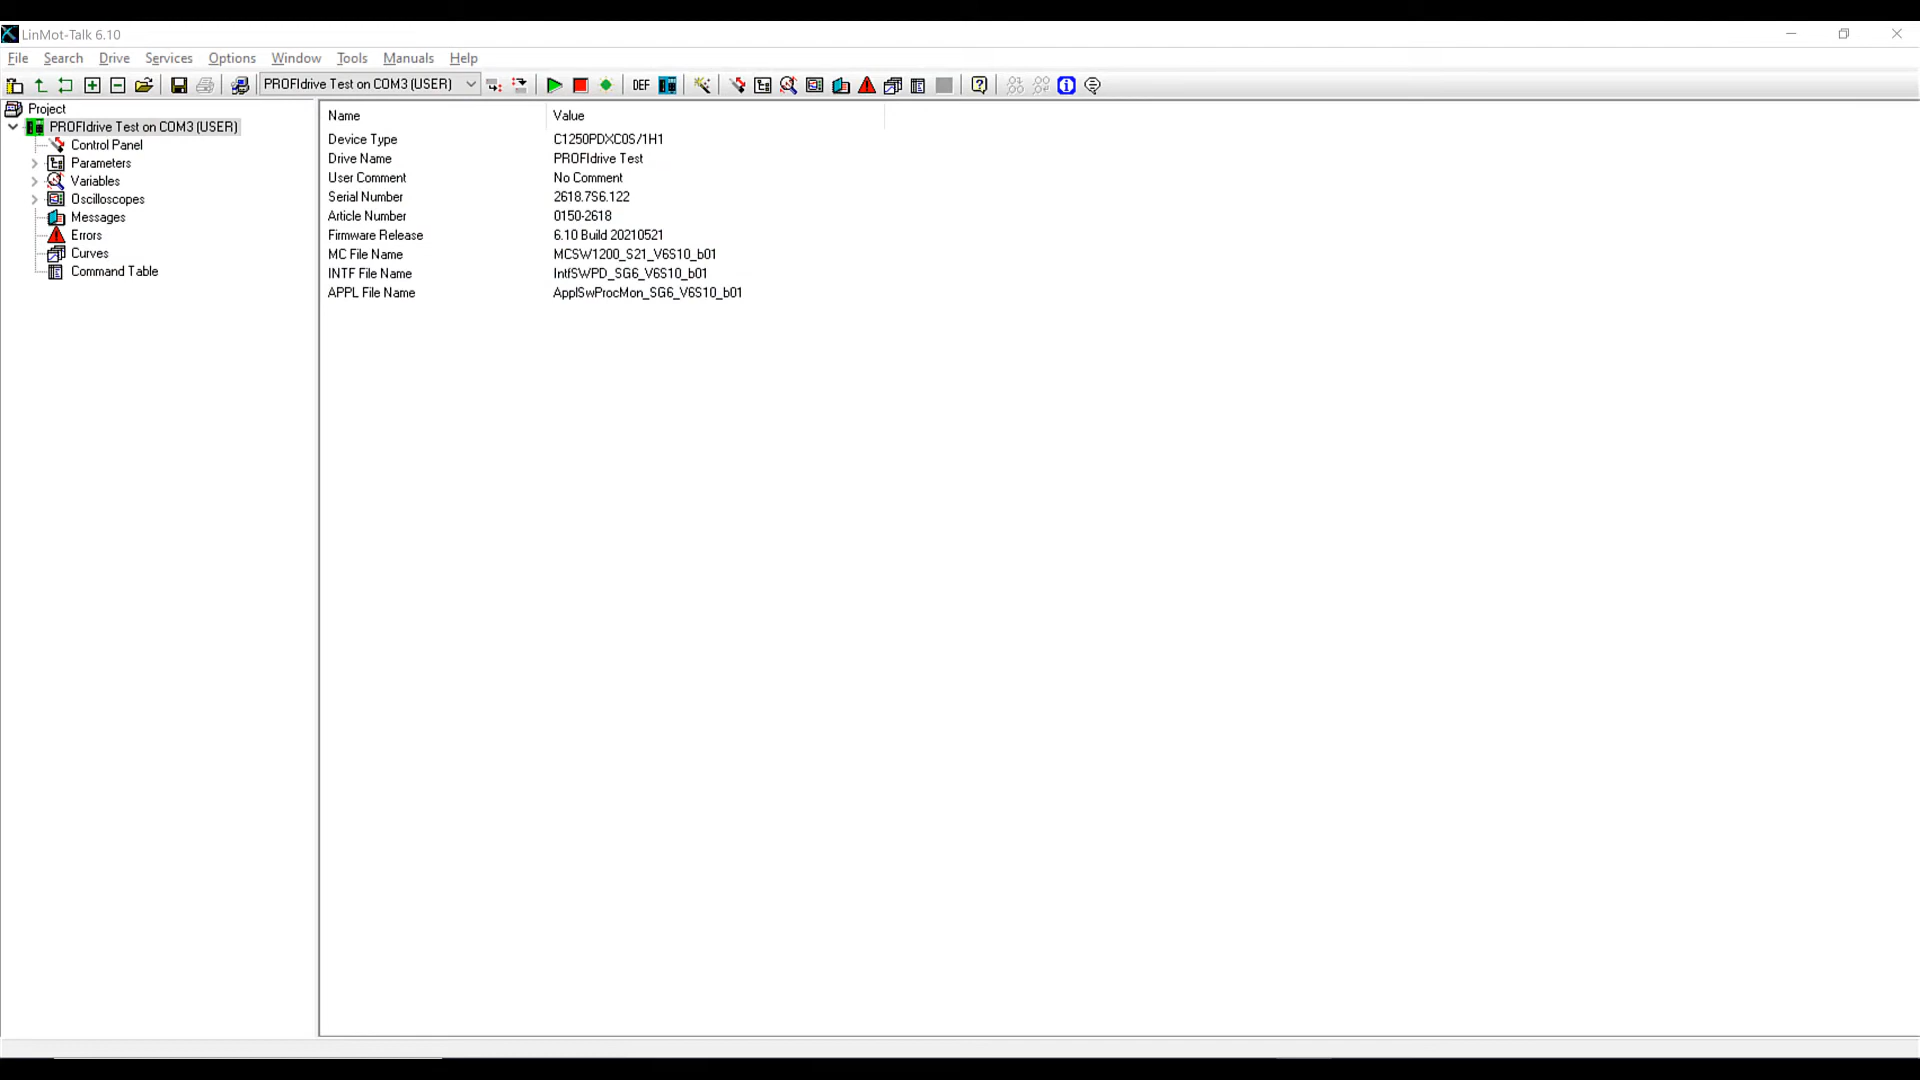 LinMot-Talk 6.10
File Search Drive Services Options Window Tools Manuals Help
PROFIdrive Test on COM3 (USER) DEF
Project
PROFIdrive Test on COM3 (USER)
Control Panel
Parameters
Variables
Oscilloscopes
Messages
Errors
Curves
Command Table
Name Value
Device Type C1250PDXC0S/1H1
Drive Name PROFIdrive Test
User Comment No Comment
Serial Number 2618.7S6.122
Article Number 0150-2618
Firmware Release 6.10 Build 20210521
MC File Name MCSW1200_S21_V6S10_b01
INTF File Name IntfSWPD_SG6_V6S10_b01
APPL File Name ApplSwProcMon_SG6_V6S10_b01